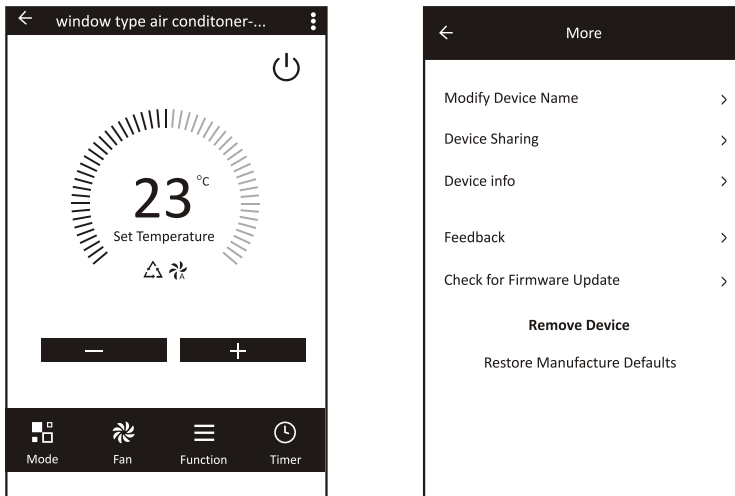 window type air conditoner-...
23 °C
Set Temperature
A
Mode Fan Function Timer
More
Modify Device Name
Device Sharing
Device info
Feedback
Check for Firmware Update
Remove Device
Restore Manufacture Defaults